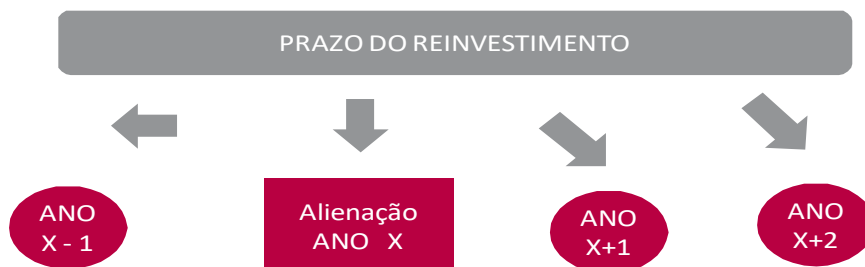 PRAZO DO REINVESTIMENTO
ANO
X - 1
Alienação
ANO X
ANO
X+1
ANO
X+2